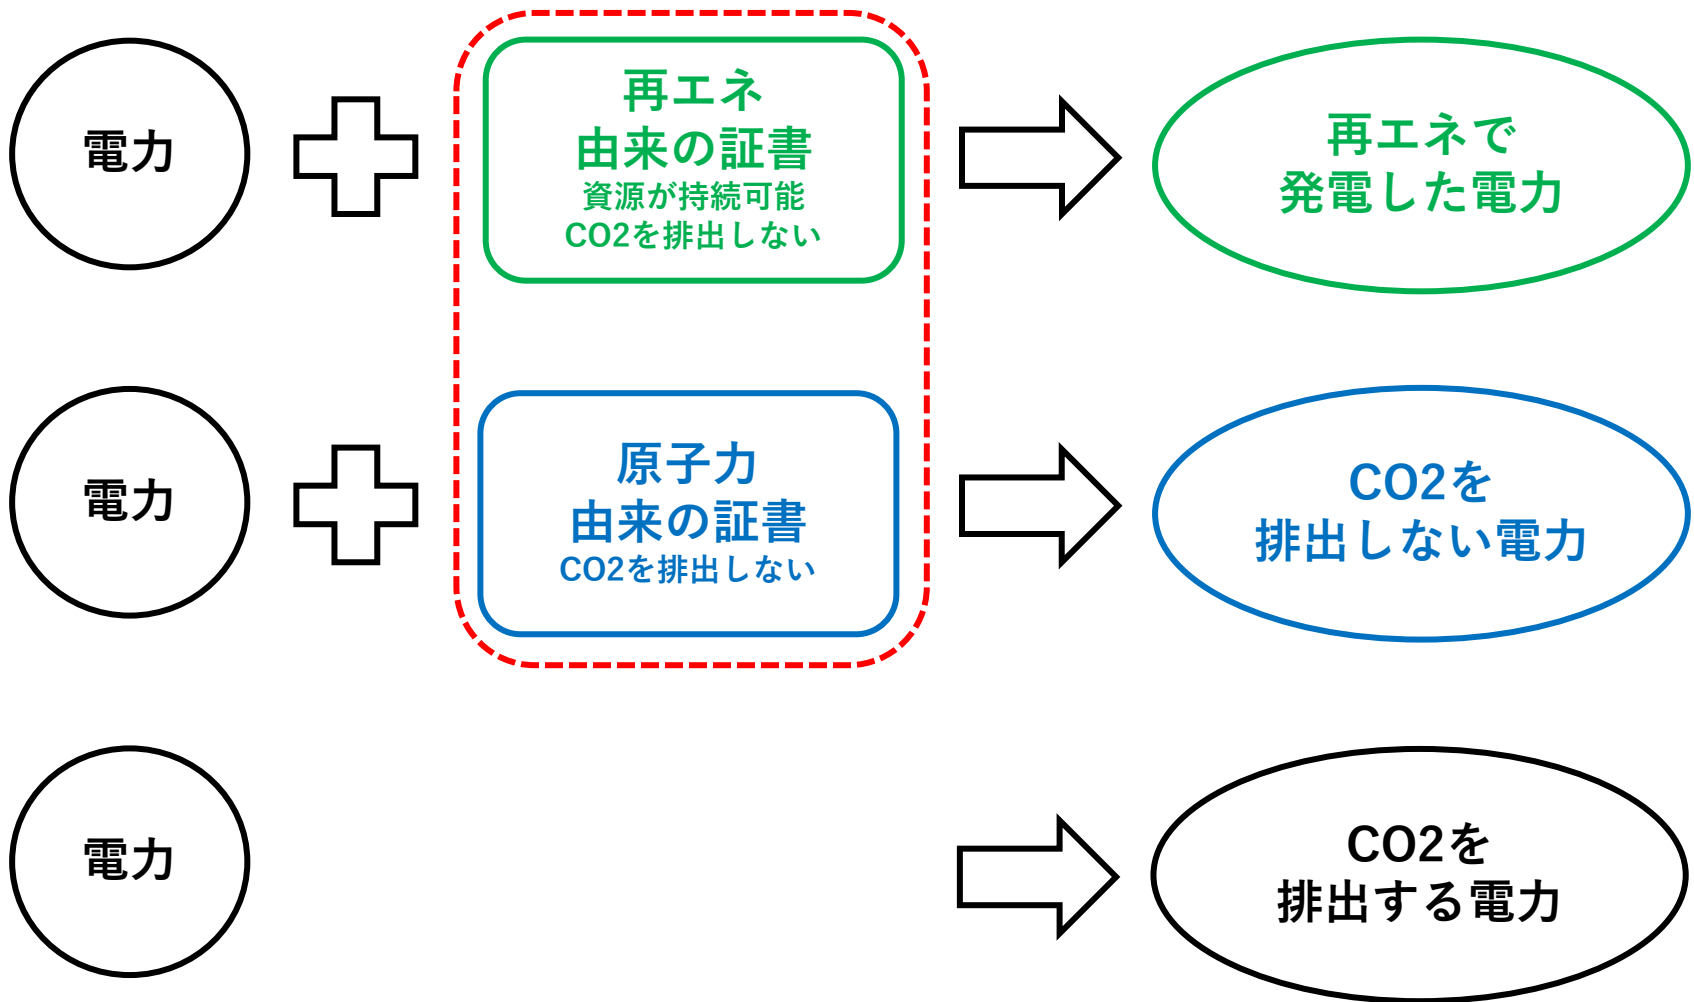 電力
再エネ
由来の証書
資源が持続可能
CO2を排出しない
再エネで
発電した電力
電力
原子力
由来の証書
CO2を排出しない
CO2を
排出しない電力
電力
CO2を
排出する電力